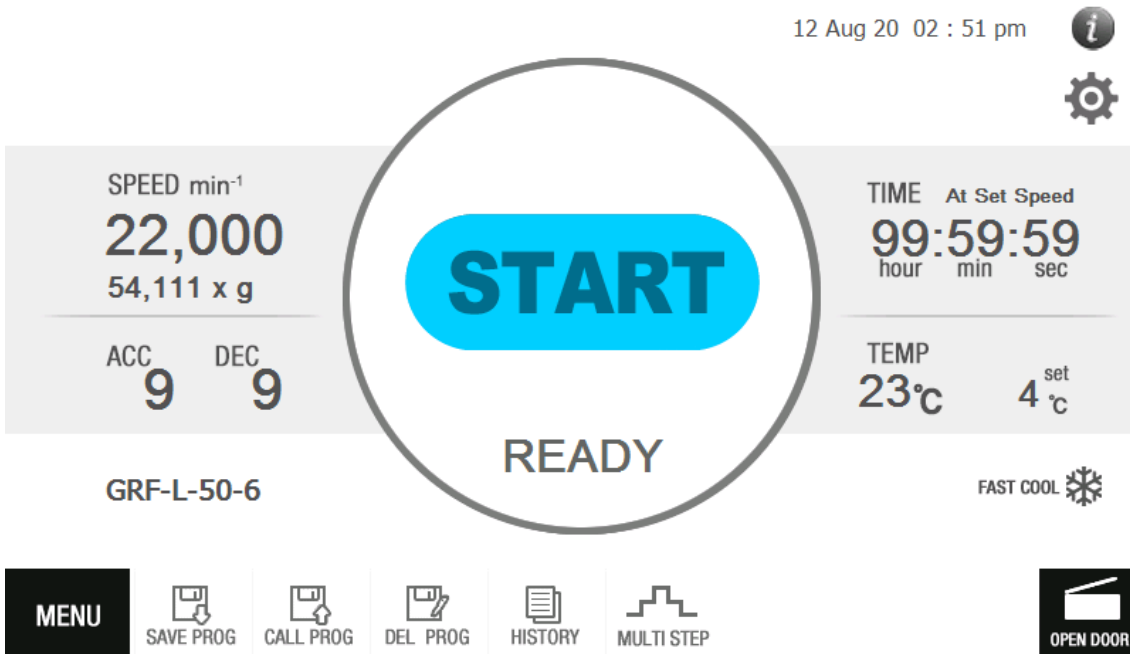 12 Aug 20 02 : 51 pm
i
SPEED min⁻¹
22,000
54,111 x g
ACC 9 DEC 9
START
READY
TIME At Set Speed
99:59:59
hour min sec
TEMP
23°C 4 set °C
GRF-L-50-6
FAST COOL
MENU
SAVE PROG
CALL PROG
DEL PROG
HISTORY
MULTI STEP
OPEN DOOR